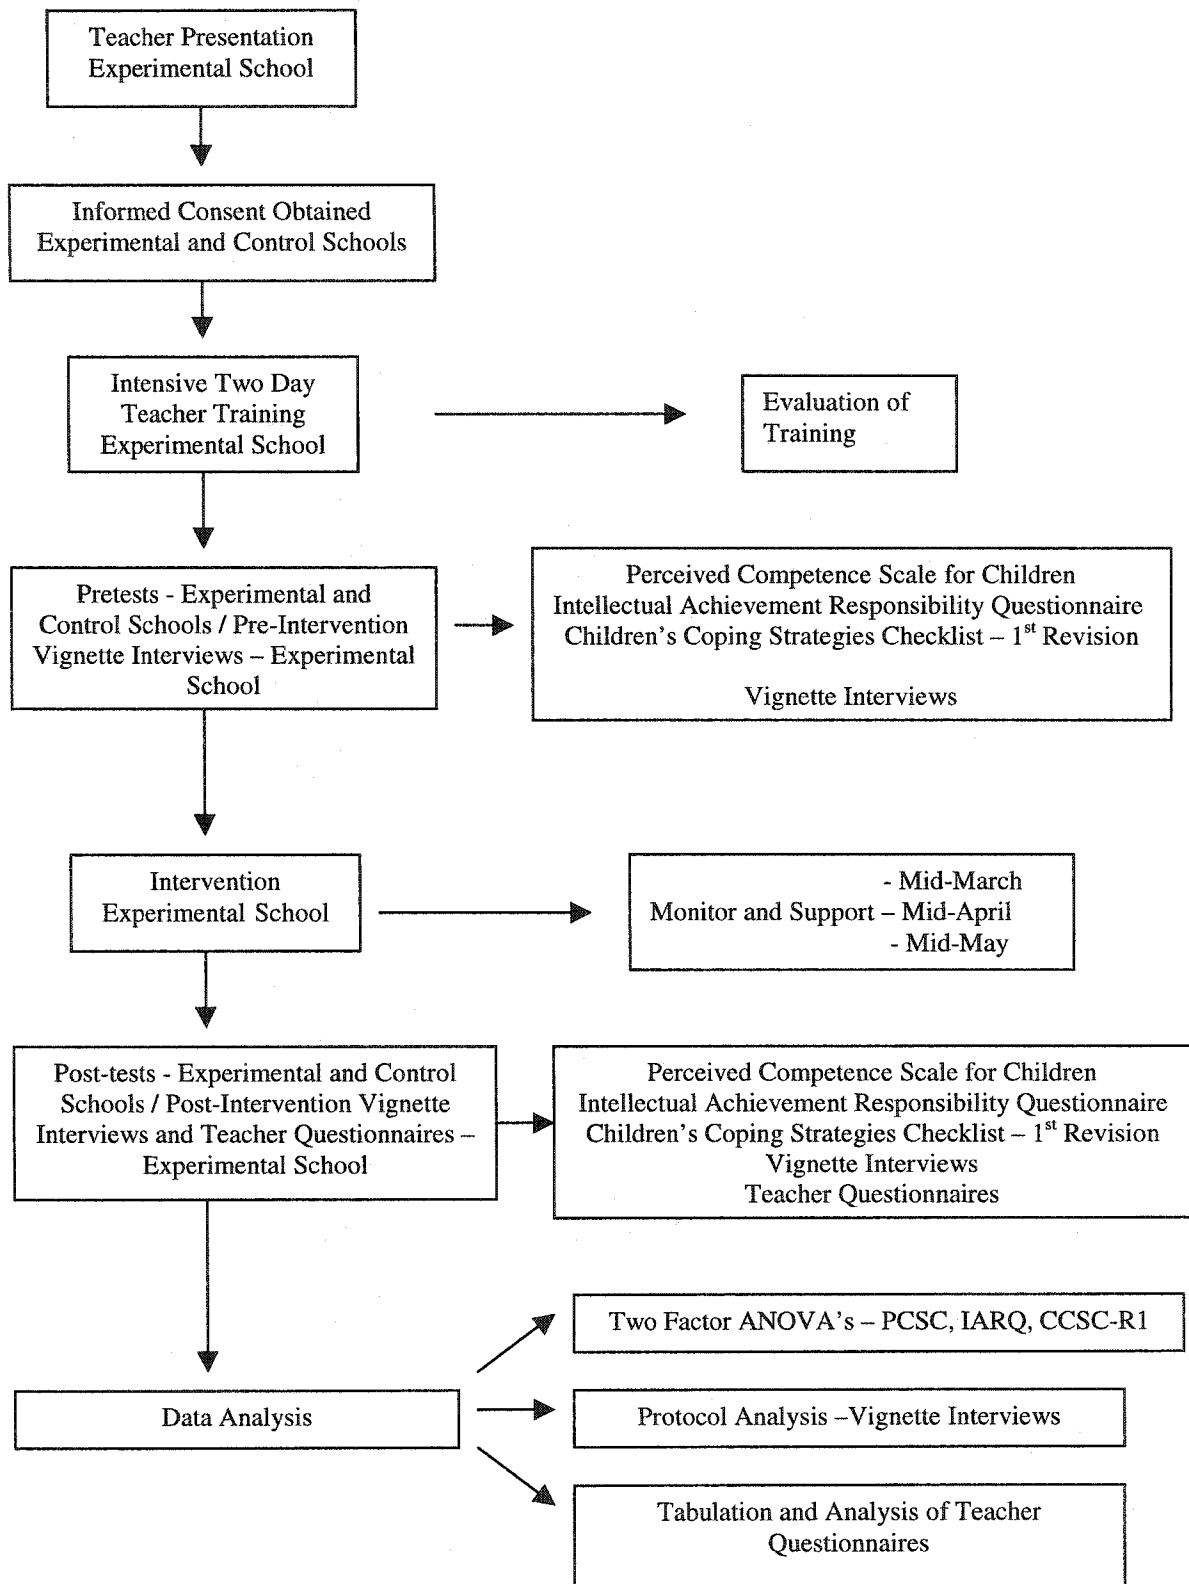 Teacher Presentation
Experimental School
Informed Consent Obtained
Experimental and Control Schools
Intensive Two Day
Teacher Training
Experimental School
Evaluation of
Training
Pretests - Experimental and
Control Schools / Pre-Intervention
Vignette Interviews – Experimental
School
Perceived Competence Scale for Children
Intellectual Achievement Responsibility Questionnaire
Children's Coping Strategies Checklist – 1st Revision
Vignette Interviews
Intervention
Experimental School
- Mid-March
Monitor and Support – Mid-April
- Mid-May
Post-tests - Experimental and Control
Schools / Post-Intervention Vignette
Interviews and Teacher Questionnaires –
Experimental School
Perceived Competence Scale for Children
Intellectual Achievement Responsibility Questionnaire
Children's Coping Strategies Checklist – 1st Revision
Vignette Interviews
Teacher Questionnaires
Data Analysis
Two Factor ANOVA's – PCSC, IARQ, CCSC-R1
Protocol Analysis –Vignette Interviews
Tabulation and Analysis of Teacher
Questionnaires